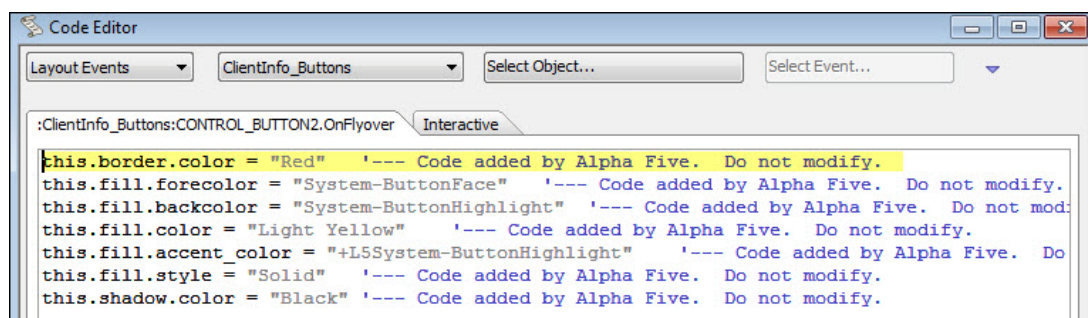 Code Editor
Layout Events ClientInfo_Buttons Select Object... Select Event...
:ClientInfo_Buttons:CONTROL_BUTTON2.OnFlyover Interactive
this.border.color = "Red" '--- Code added by Alpha Five. Do not modify.
this.fill.forecolor = "System-ButtonFace" '--- Code added by Alpha Five. Do not modify.
this.fill.backcolor = "System-ButtonHighlight" '--- Code added by Alpha Five. Do not modi
this.fill.color = "Light Yellow" '--- Code added by Alpha Five. Do not modify.
this.fill.accent_color = "+L5System-ButtonHighlight" '--- Code added by Alpha Five. Do
this.fill.style = "Solid" '--- Code added by Alpha Five. Do not modify.
this.shadow.color = "Black" '--- Code added by Alpha Five. Do not modify.